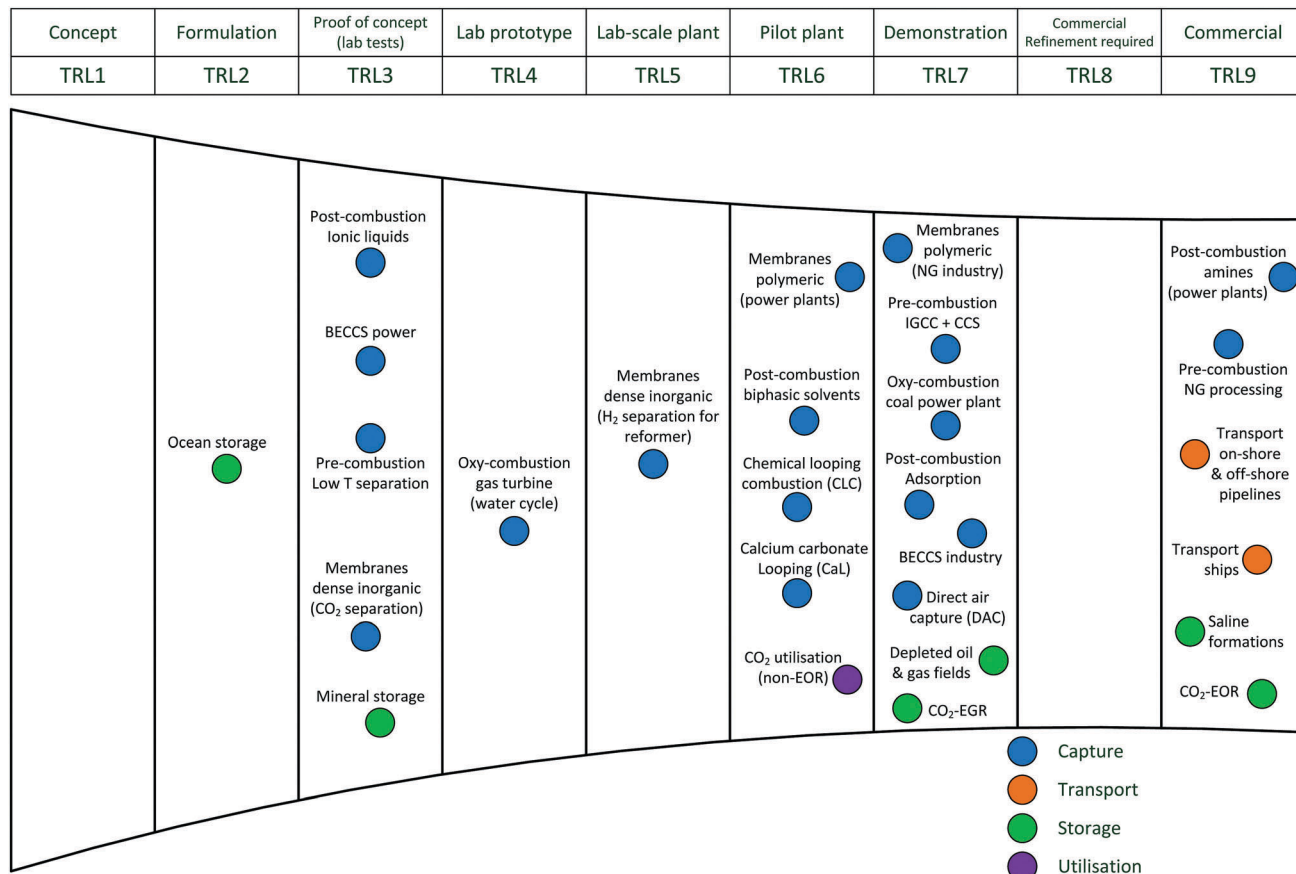 Concept
Formulation
Proof of concept
(lab tests)
Lab prototype
Lab-scale plant
Pilot plant
Demonstration
Commercial
Refinement required
Commercial
TRL1
TRL2
TRL3
TRL4
TRL5
TRL6
TRL7
TRL8
TRL9
Ocean storage
Post-combustion
Ionic liquids
BECCS power
Pre-combustion
Low T separation
Membranes
dense inorganic
(CO₂ separation)
Mineral storage
Oxy-combustion
gas turbine
(water cycle)
Membranes
dense inorganic
(H₂ separation for
reformer)
Membranes
polymeric
(power plants)
Post-combustion
biphasic solvents
Chemical looping
combustion (CLC)
Calcium carbonate
Looping (CaL)
CO₂ utilisation
(non-EOR)
Membranes
polymeric
(NG industry)
Pre-combustion
IGCC + CCS
Oxy-combustion
coal power plant
Post-combustion
Adsorption
BECCS industry
Direct air
capture (DAC)
Depleted oil
& gas fields
CO₂-EGR
Post-combustion
amines
(power plants)
Pre-combustion
NG processing
Transport
on-shore
& off-shore
pipelines
Transport
ships
Saline
formations
CO₂-EOR
Capture
Transport
Storage
Utilisation